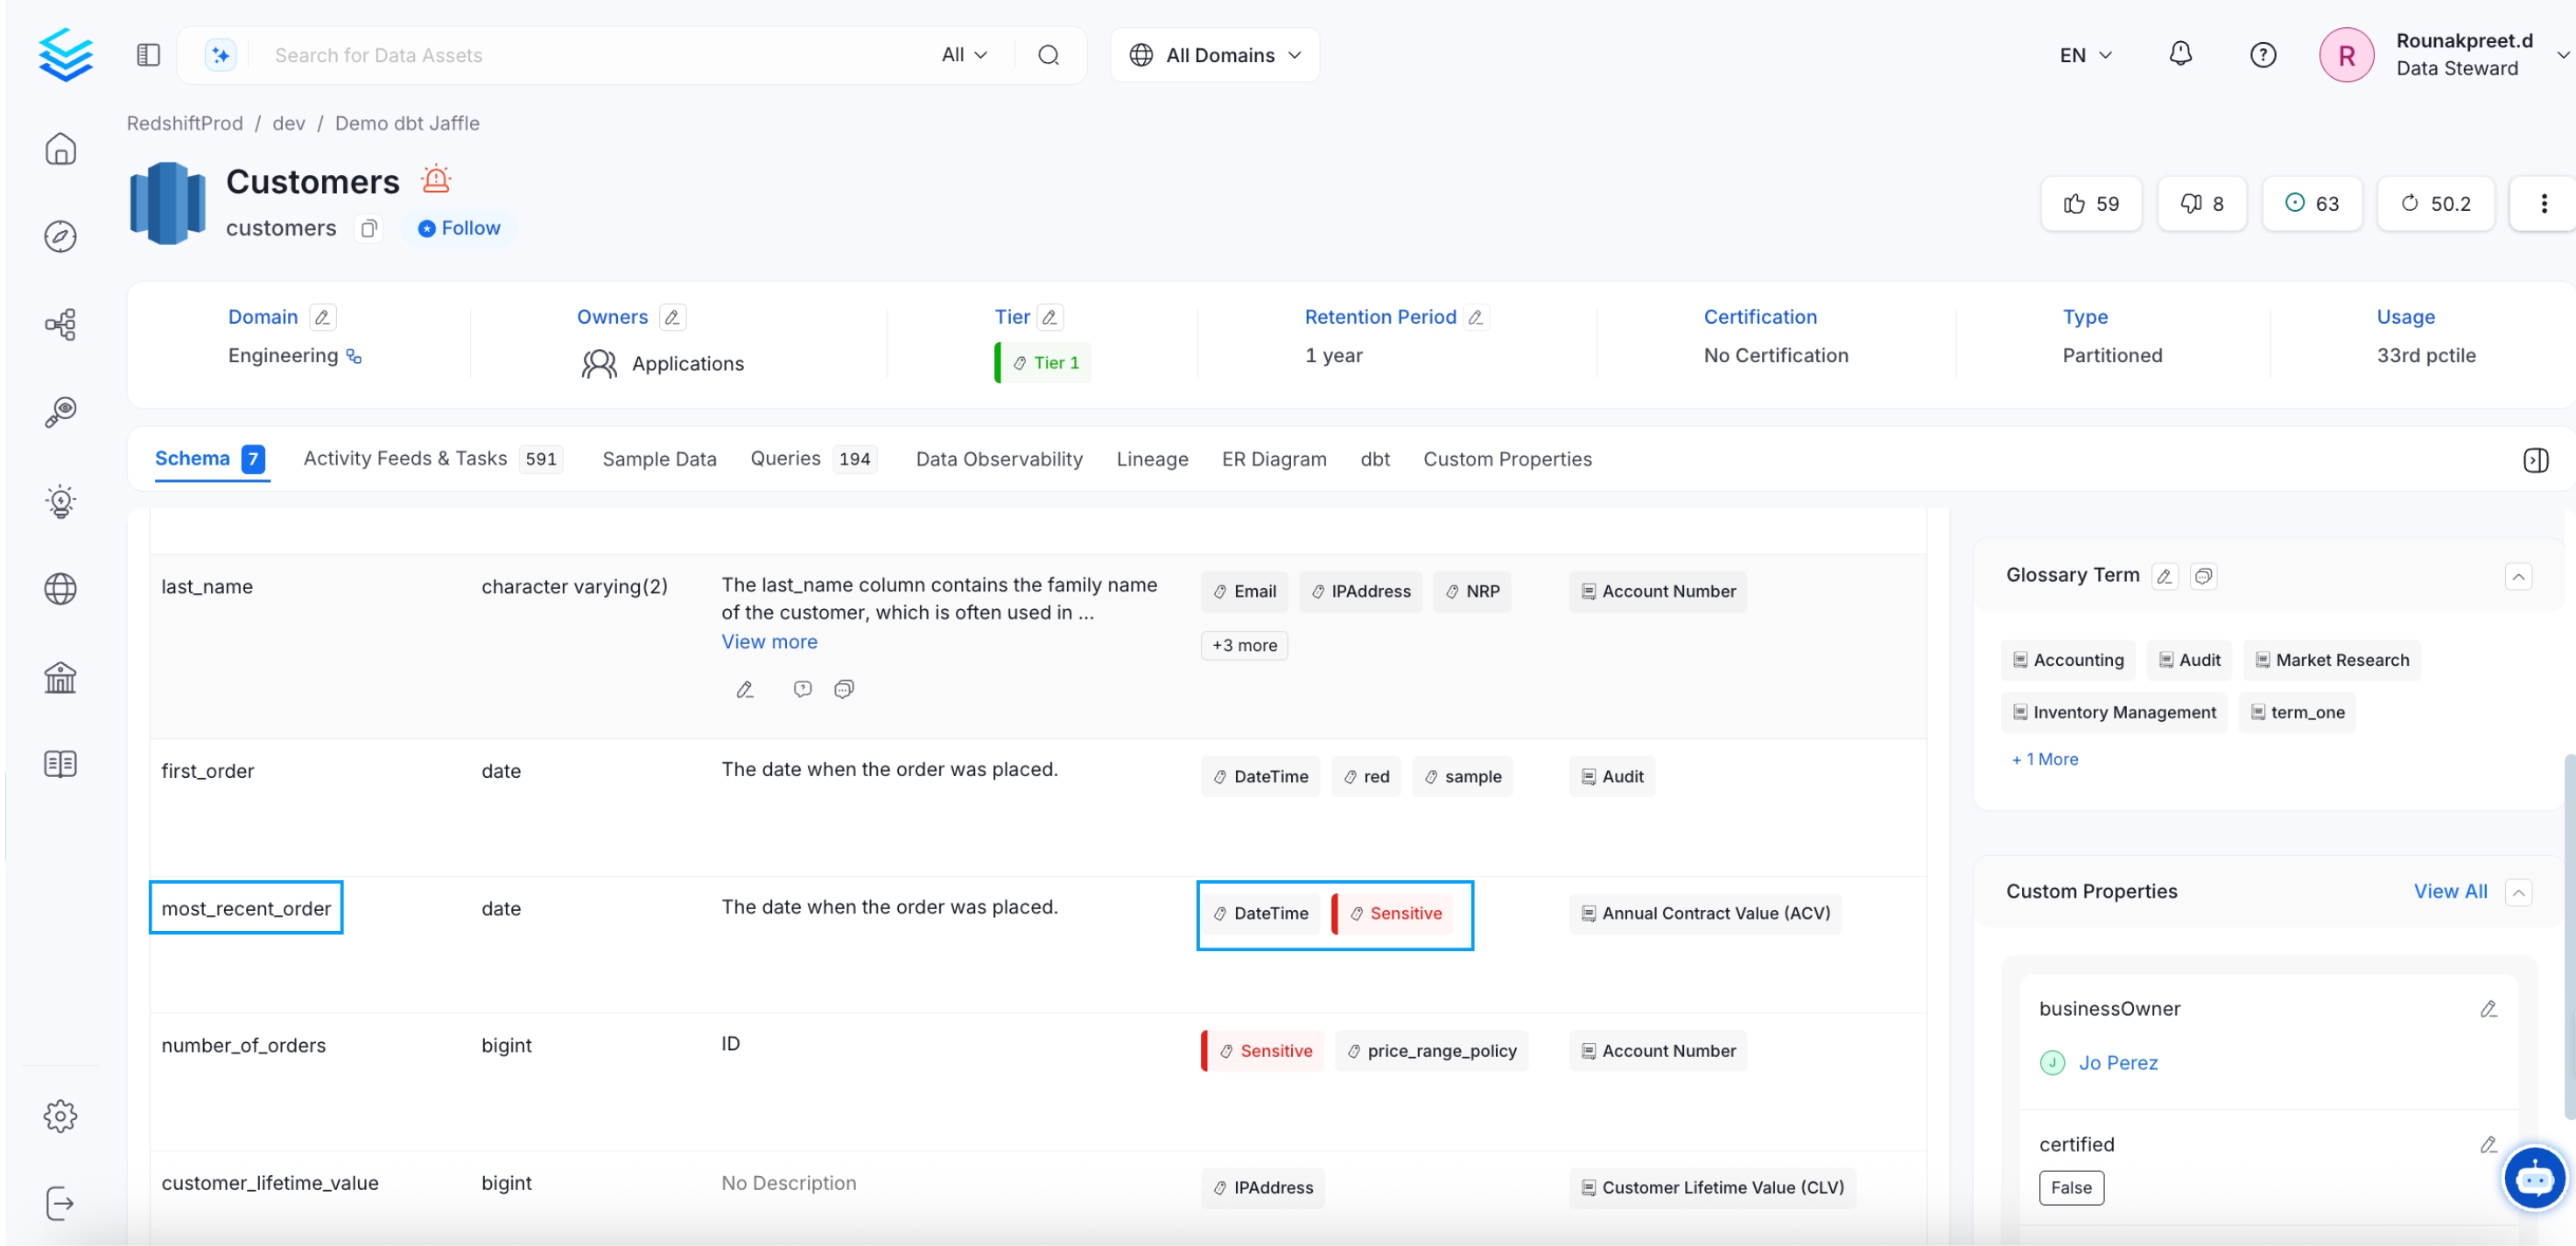 Search for Data Assets
All
All Domains
EN
R
Rounakpreet.d
Data Steward
RedshiftProd / dev / Demo dbt Jaffle
Customers
customers
Follow
59
8
63
50.2
Domain
Engineering
Owners
Applications
Tier
Tier 1
Retention Period
1 year
Certification
No Certification
Type
Partitioned
Usage
33rd pctile
Schema 7
Activity Feeds & Tasks 591
Sample Data
Queries 194
Data Observability
Lineage
ER Diagram
dbt
Custom Properties
last_name
character varying(2)
The last_name column contains the family name
of the customer, which is often used in ...
View more
Email
IPAddress
NRP
+3 more
Account Number
first_order
date
The date when the order was placed.
DateTime
red
sample
Audit
most_recent_order
date
The date when the order was placed.
DateTime
Sensitive
Annual Contract Value (ACV)
number_of_orders
bigint
ID
Sensitive
price_range_policy
Account Number
customer_lifetime_value
bigint
No Description
IPAddress
Customer Lifetime Value (CLV)
Glossary Term
Accounting
Audit
Market Research
Inventory Management
term_one
+ 1 More
Custom Properties
View All
businessOwner
J
Jo Perez
certified
False